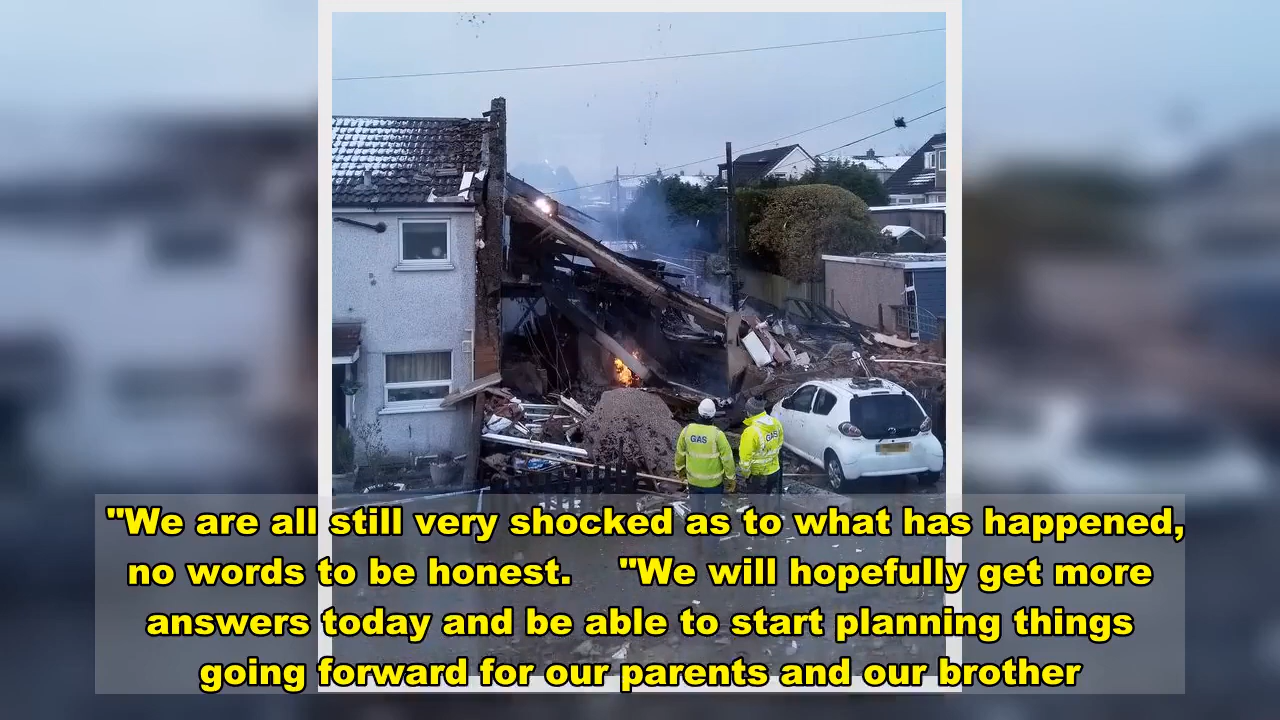 GAS
GAS
"We are all still very shocked as to what has happened,
no words to be honest. "We will hopefully get more
answers today and be able to start planning things
going forward for our parents and our brother